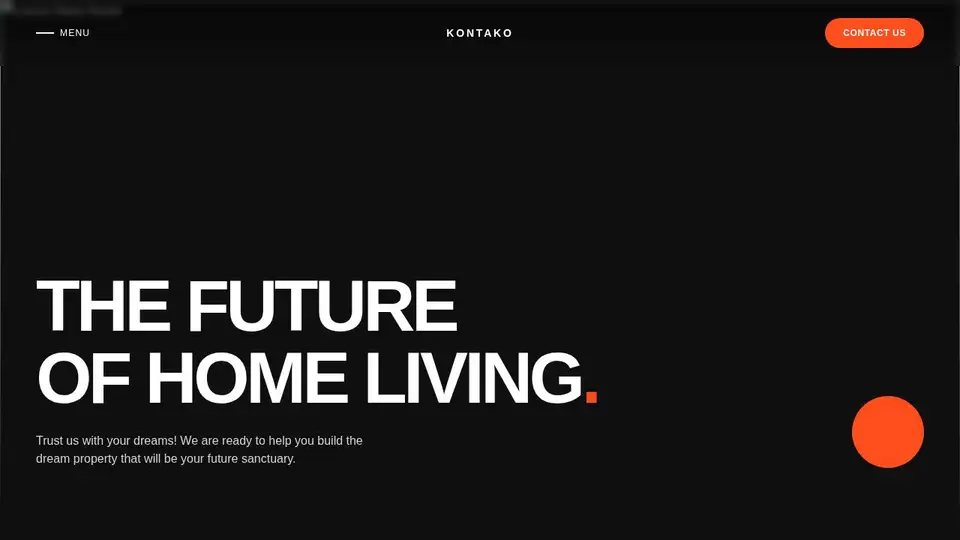 MENU
KONTAKO
CONTACT US
THE FUTURE
OF HOME LIVING.
Trust us with your dreams! We are ready to help you build the
dream property that will be your future sanctuary.